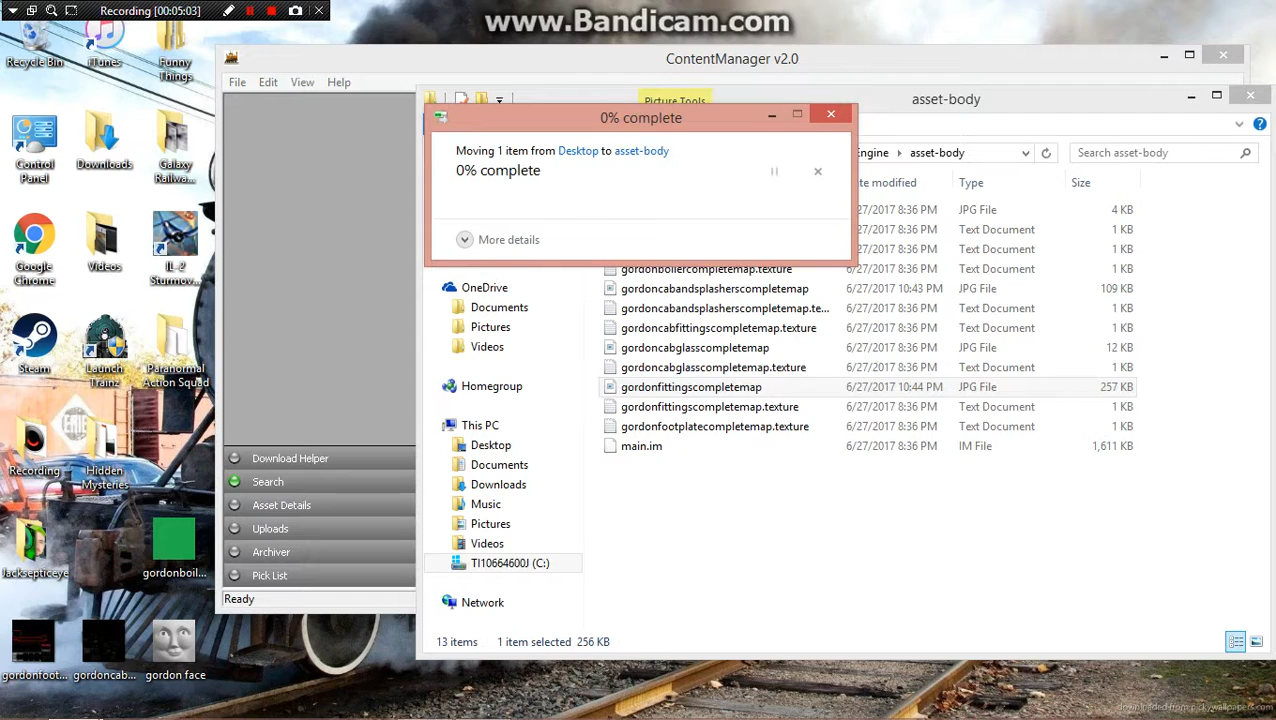 Recording [00:05:03]
www.Bandicam.com
Recycle Bin
iTunes
Funny Things
Control Panel
Downloads
Galaxy Railwa...
Google Chrome
Videos
IL-2 Sturmov...
Steam
Launch Trainz
Paranormal Action Squad
Recording
Hidden Mysteries
Jacksepticeye
gordonboil...
gordonfoot...
gordoncab...
gordon face
ContentManager v2.0
File Edit View Help
Download Helper
Search
Asset Details
Uploads
Archiver
Pick List
Ready
Picture Tools
asset-body
0% complete
Moving 1 item from Desktop to asset-body
0% complete
More details
Engine asset-body
Search asset-body
Type
Size
6/27/2017 8:36 PM JPG File 4 KB
6/27/2017 8:36 PM Text Document 1 KB
6/27/2017 8:36 PM Text Document 1 KB
gordonboilercompletemap.texture 6/27/2017 8:36 PM Text Document 1 KB
gordoncabandsplasherscompletemap 6/27/2017 10:43 PM JPG File 109 KB
gordoncabandsplasherscompletemap.te... 6/27/2017 8:36 PM Text Document 1 KB
gordoncabfittingscompletemap.texture 6/27/2017 8:36 PM Text Document 1 KB
gordoncabglasscompletemap 6/27/2017 8:36 PM JPG File 12 KB
gordoncabglasscompletemap.texture 6/27/2017 8:36 PM Text Document 1 KB
gordonfittingscompletemap 6/27/2017 10:44 PM JPG File 257 KB
gordonfittingscompletemap.texture 6/27/2017 8:36 PM Text Document 1 KB
gordonfootplatecompletemap.texture 6/27/2017 8:36 PM Text Document 1 KB
main.im 6/27/2017 8:36 PM IM File 1,611 KB
OneDrive
Documents
Pictures
Videos
Homegroup
This PC
Desktop
Documents
Downloads
Music
Pictures
Videos
TI10664600J (C:)
Network
13 items 1 item selected 256 KB
downloaded from pickywallpapers.com